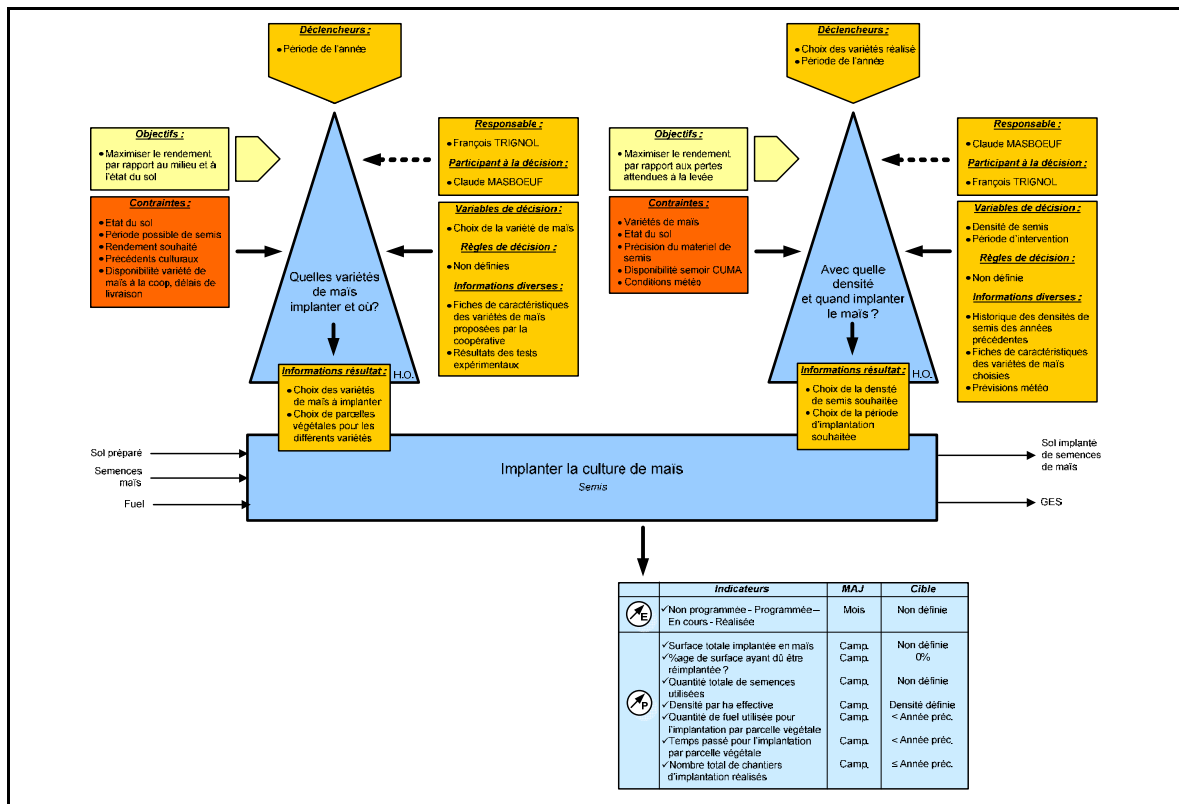 Déclencheurs :
• Période de l'année
Objectifs :
• Maximiser le rendement
par rapport au milieu et à
l'état du sol
Contraintes :
• Etat du sol
• Période possible de semis
• Rendement souhaité
• Précédents culturaux
• Disponibilité variété de
maïs à la coop, délais de
livraison
Quelles variétés
de maïs
implanter et où?
H.O.
Responsable :
• François TRIGNOL
Participant à la décision :
• Claude MASBOEUF
Variables de décision :
• Choix de la variété de maïs
Règles de décision :
• Non définies
Informations diverses :
• Fiches de caractéristiques
des variétés de maïs
proposées par la
coopérative
• Résultats des tests
expérimentaux
Informations résultat :
• Choix des variétés
de maïs à implanter
• Choix de parcelles
végétales pour les
différents variétés
Déclencheurs :
• Choix des variétés réalisé
• Période de l'année
Objectifs :
• Maximiser le rendement
par rapport aux pertes
attendues à la levée
Contraintes :
• Variétés de maïs
• Etat du sol
• Précision du materiel de
semis
• Disponibilité semoir CUMA
• Conditions météo
Avec quelle
densité
et quand implanter
le maïs ?
H.O.
Responsable :
• Claude MASBOEUF
Participant à la décision :
• François TRIGNOL
Variables de décision :
• Densité de semis
• Période d'intervention
Règles de décision :
• Non définie
Informations diverses :
• Historique des densités de
semis des années
précédentes
• Fiches de caractéristiques
des variétés de maïs
choisies
• Prévisions météo
Informations résultat :
• Choix de la densité
de semis souhaitée
• Choix de la période
d'implantation
souhaitée
Sol préparé
Semences
maïs
Fuel
Implanter la culture de maïs
Semis
Sol implanté
de semences
de maïs
GES
Indicateurs MAJ Cible
E ✓Non programmée - Programmée – Mois Non définie
En cours - Réalisée
✓Surface totale implantée en maïs Camp. Non définie
✓%age de surface ayant dû être Camp. 0%
réimplantée ?
✓Quantité totale de semences Camp. Non définie
utilisées
P ✓Densité par ha effective Camp. Densité définie
✓Quantité de fuel utilisée pour Camp. < Année préc.
l'implantation par parcelle végétale
✓Temps passé pour l'implantation Camp. < Année préc.
par parcelle végétale
✓Nombre total de chantiers Camp. ≤ Année préc.
d'implantation réalisés